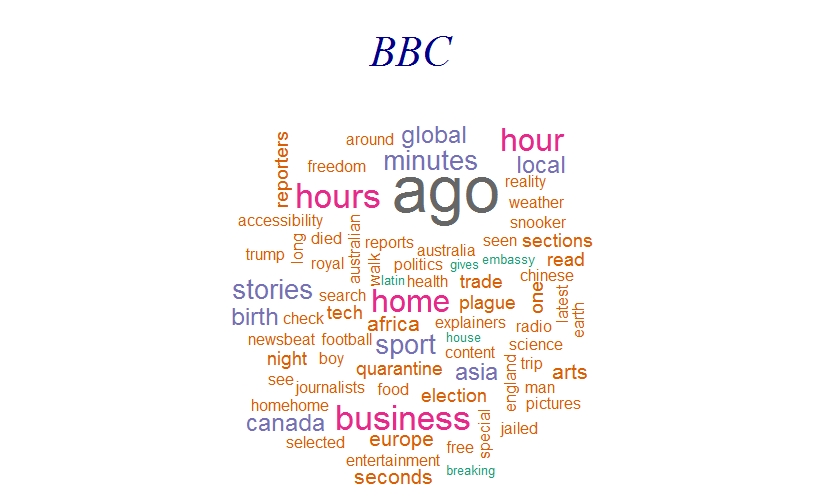 BBC
around global hour
reporters freedom minutes local
hours ago reality
weather
accessibility snooker
trump long died australian reports australia seen sections
royal walk politics gives embassy read
stories search latin health trade chinese
birth check tech home plague one latest earth
africa explainers radio
newsbeat football sport house science
night boy content
quarantine asia england trip arts
see journalists food election man
homehome business special pictures
canada jailed
selected europe free
entertainment
seconds breaking